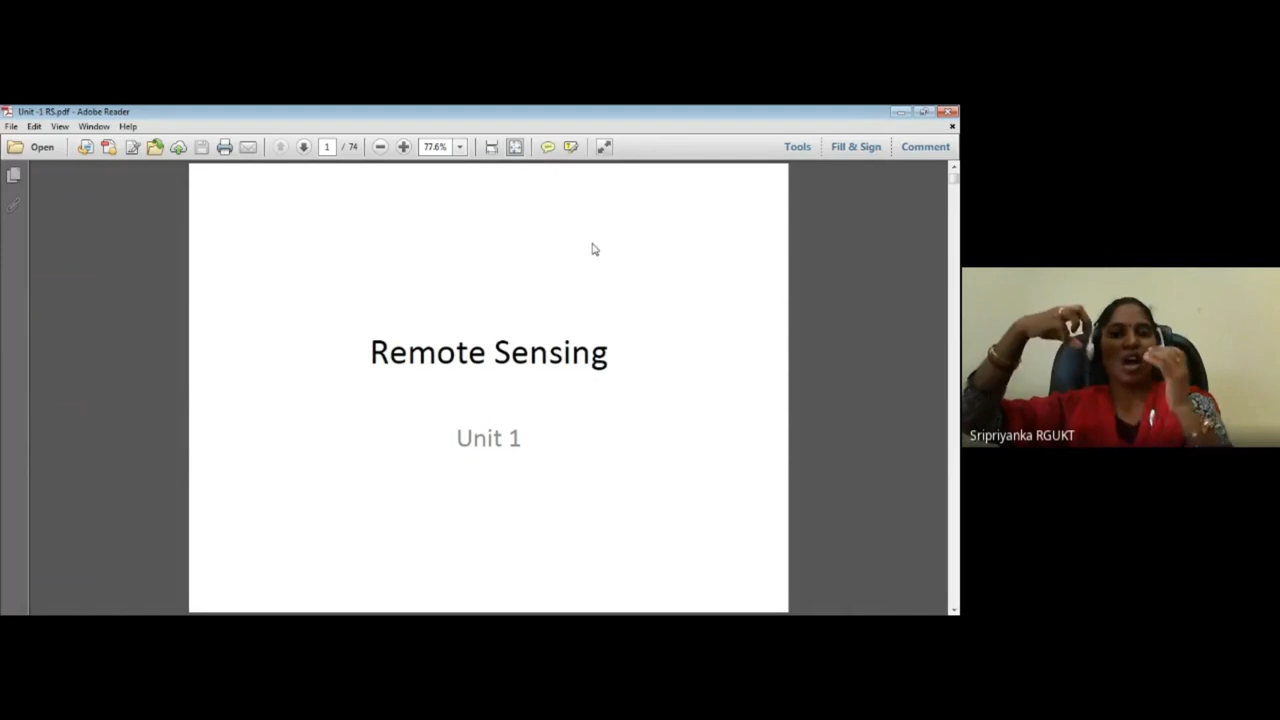 Unit -1 RS.pdf - Adobe Reader
File Edit View Window Help
Open 1 / 74 77.6% Tools Fill & Sign Comment
Remote Sensing
Unit 1
Sripriyanka RGUKT